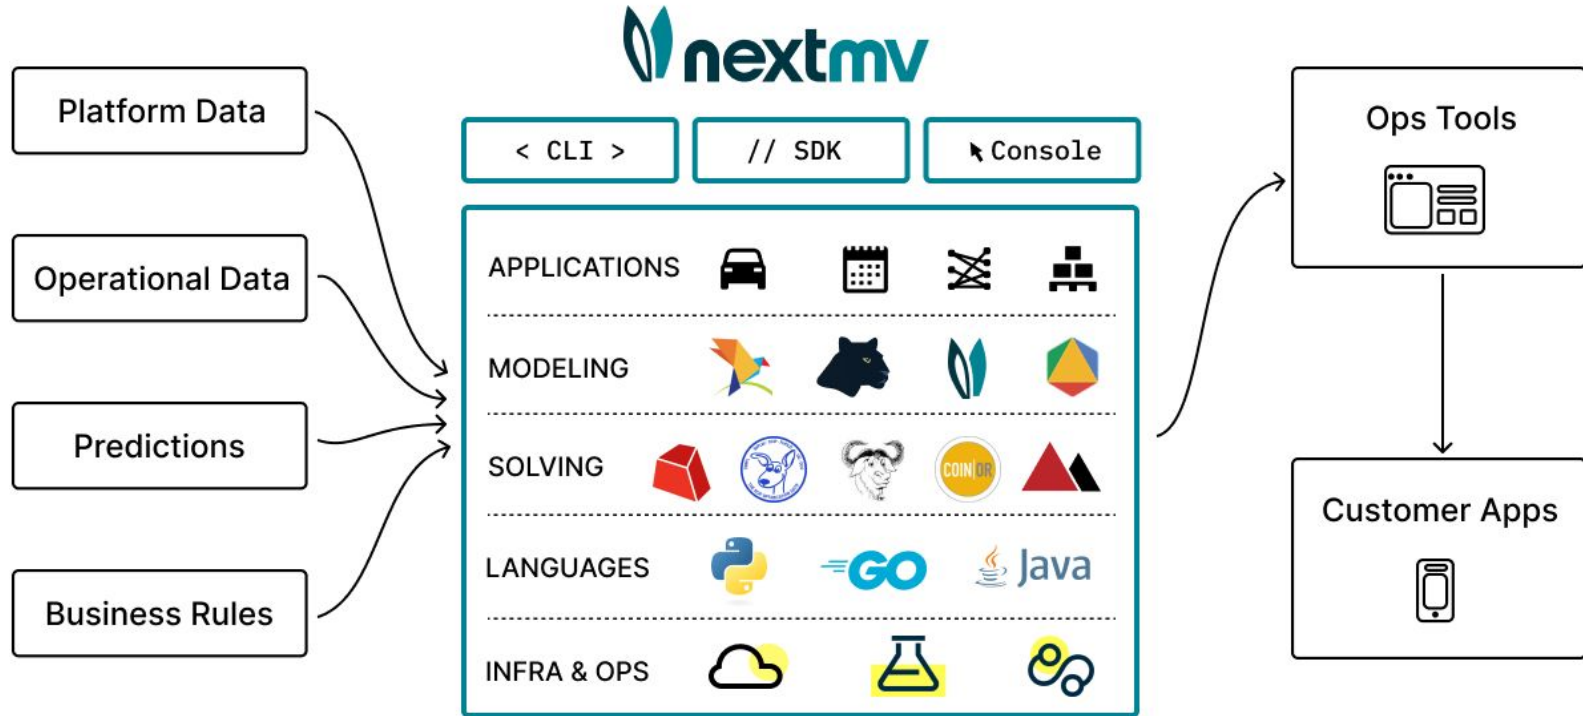 nextmv
Platform Data
Operational Data
Predictions
Business Rules
< CLI >
// SDK
Console
APPLICATIONS
MODELING
SOLVING
COIN|OR
LANGUAGES
GO
Java
INFRA & OPS
Ops Tools
Customer Apps